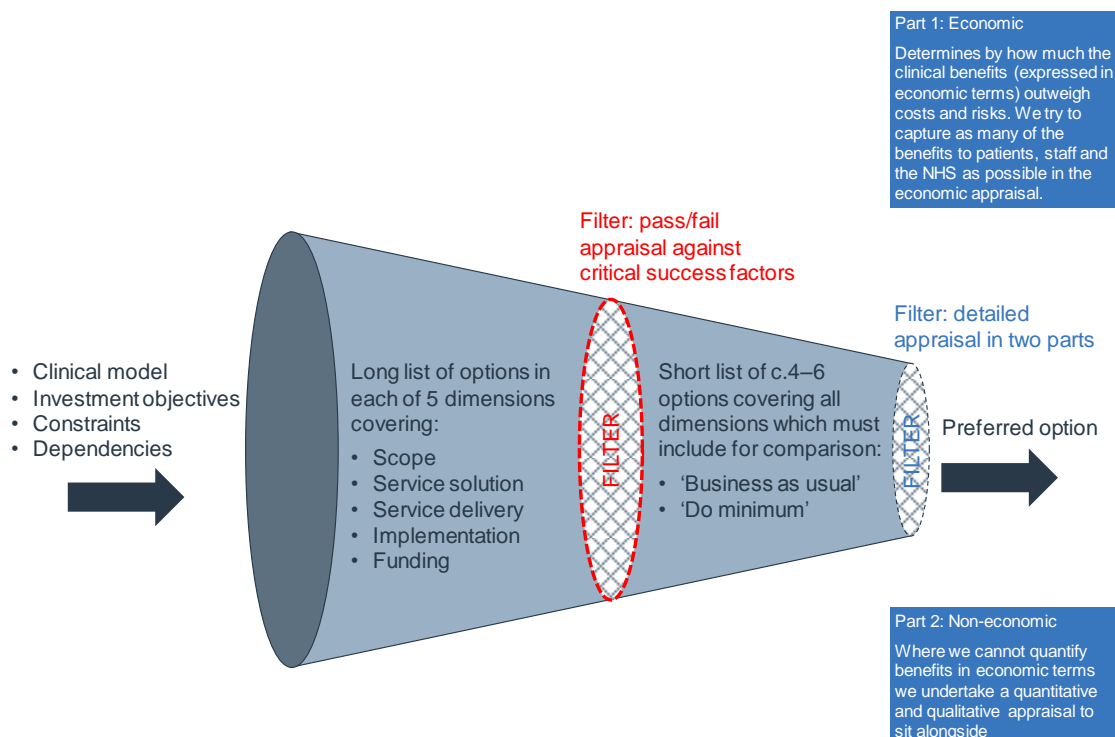 Part 1: Economic
Determines by how much the
clinical benefits (expressed in
economic terms) outweigh
costs and risks. We try to
capture as many of the
benefits to patients, staff and
the NHS as possible in the
economic appraisal.
Filter: pass/fail
appraisal against
critical success factors
Filter: detailed
appraisal in two parts
• Clinical model
• Investment objectives
• Constraints
• Dependencies
Long list of options in
each of 5 dimensions
covering:
• Scope
• Service solution
• Service delivery
• Implementation
• Funding
FILTER
Short list of c.4–6
options covering all
dimensions which must
include for comparison:
• ‘Business as usual’
• ‘Do minimum’
FILTER
Preferred option
Part 2: Non-economic
Where we cannot quantify
benefits in economic terms
we undertake a quantitative
and qualitative appraisal to
sit alongside